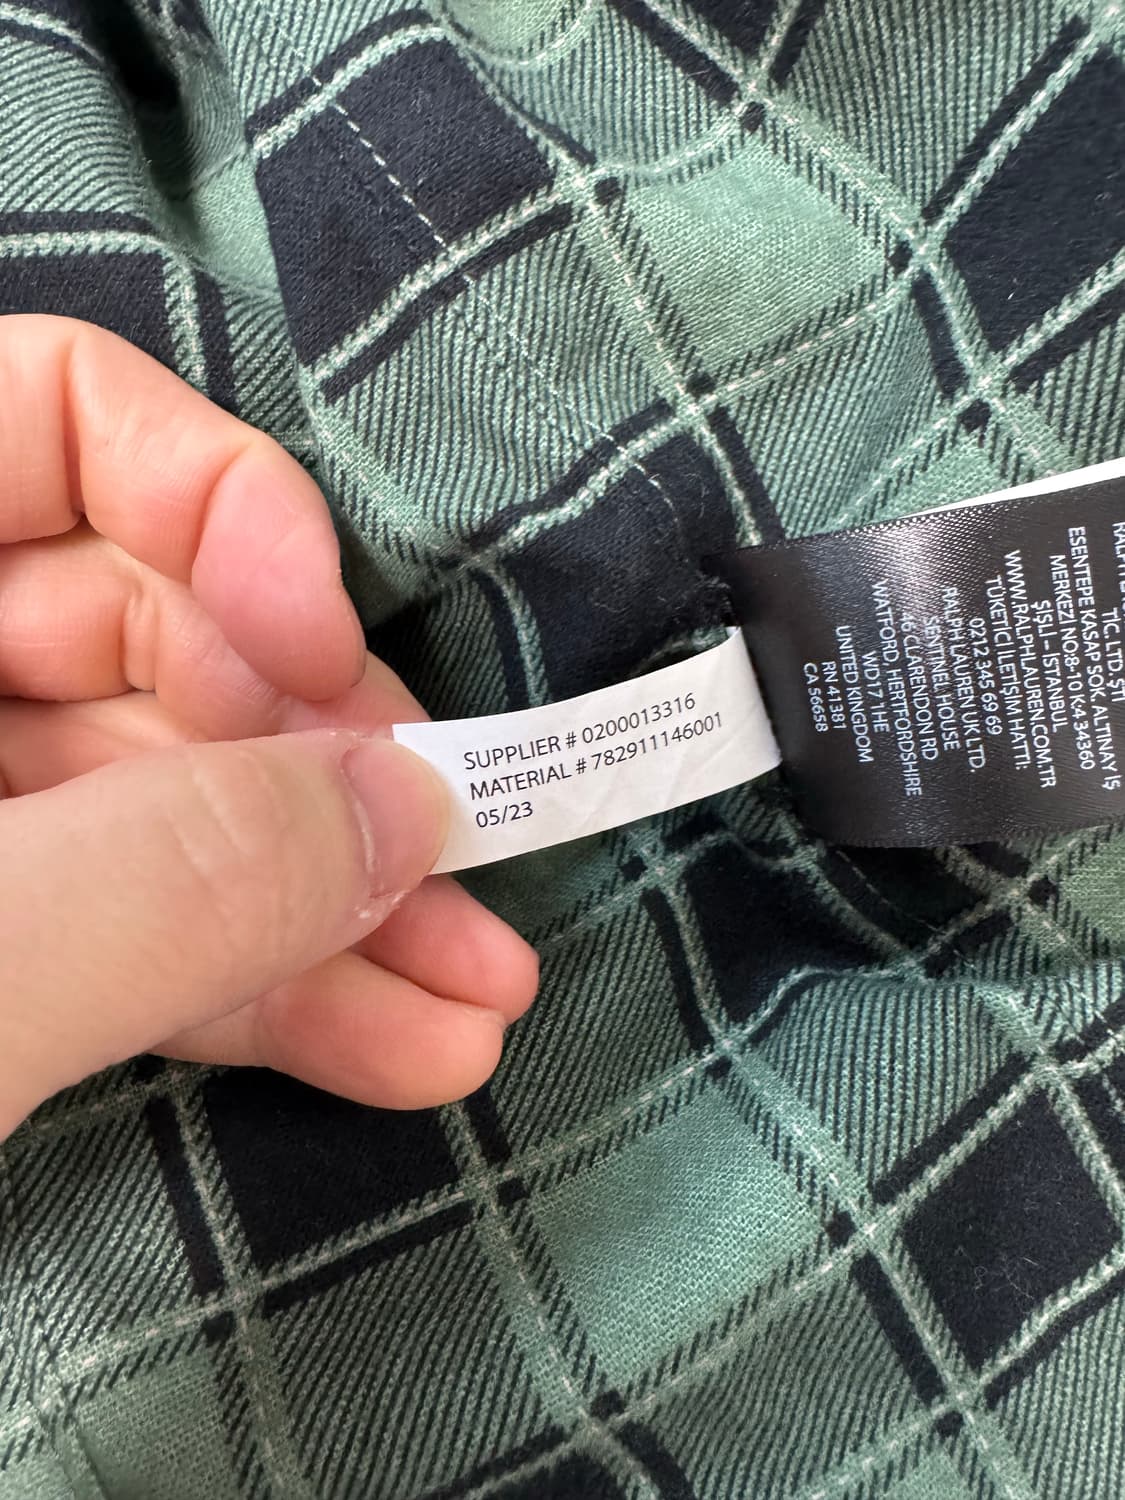 SUPPLIER # 0200013316
MATERIAL # 782911146001
05/23
TİC. LTD. ŞT
ESENTEPE KASAP SOK. ALTINAY İŞ
MERKEZİ NO:8-10 K:4 34360
ŞİŞLİ – İSTANBUL
WWW.RALPHLAUREN.COM.TR
TÜKETİCİ İLETİŞİM HATTI:
0212 345 69 69
RALPH LAUREN UK LTD.
SENTINEL HOUSE
46 CLARENDON RD
WATFORD, HERTFORDSHIRE
WD17 1HE
UNITED KINGDOM
RN 41381
CA 56658